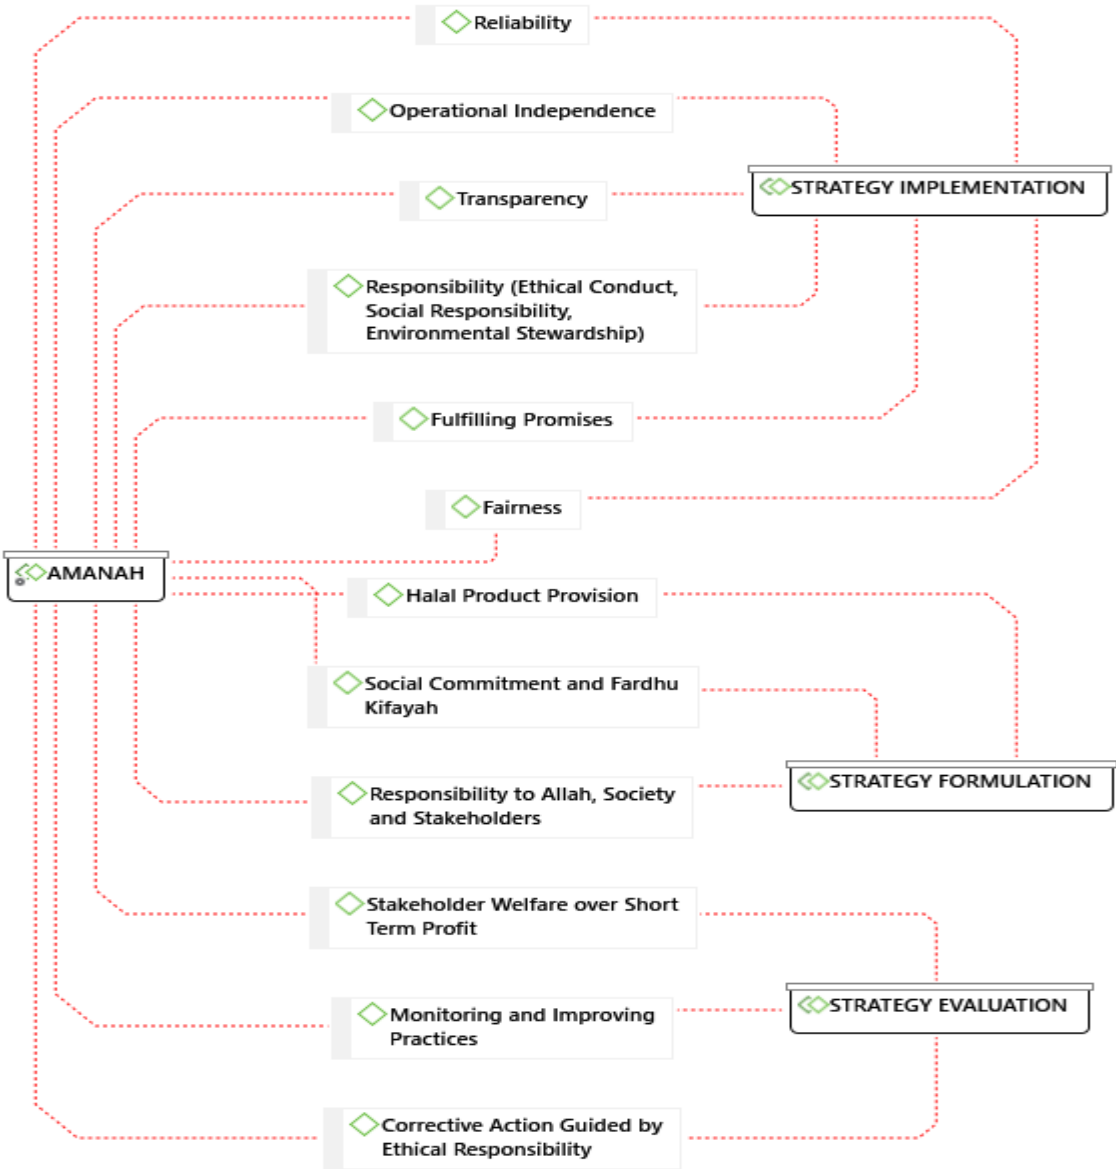 Reliability
Operational Independence
STRATEGY IMPLEMENTATION
Transparency
Responsibility (Ethical Conduct,
Social Responsibility,
Environmental Stewardship)
Fulfilling Promises
Fairness
AMANAH
Halal Product Provision
Social Commitment and Fardhu
Kifayah
STRATEGY FORMULATION
Responsibility to Allah, Society
and Stakeholders
Stakeholder Welfare over Short
Term Profit
STRATEGY EVALUATION
Monitoring and Improving
Practices
Corrective Action Guided by
Ethical Responsibility